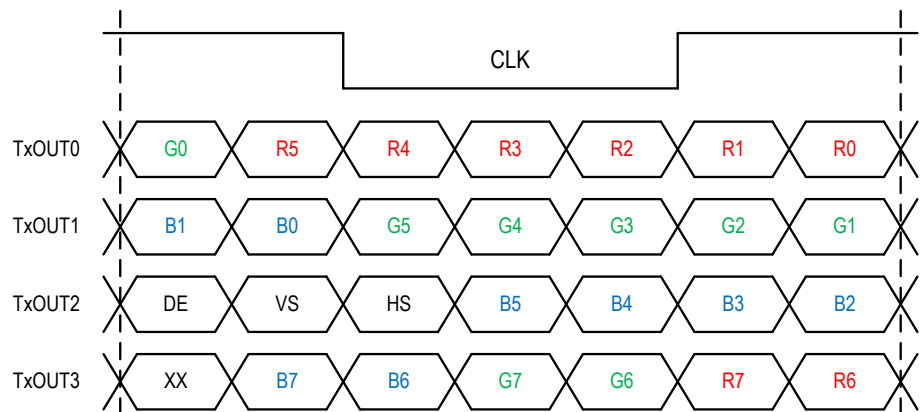 CLK
TxOUT0 G0 R5 R4 R3 R2 R1 R0
TxOUT1 B1 B0 G5 G4 G3 G2 G1
TxOUT2 DE VS HS B5 B4 B3 B2
TxOUT3 XX B7 B6 G7 G6 R7 R6